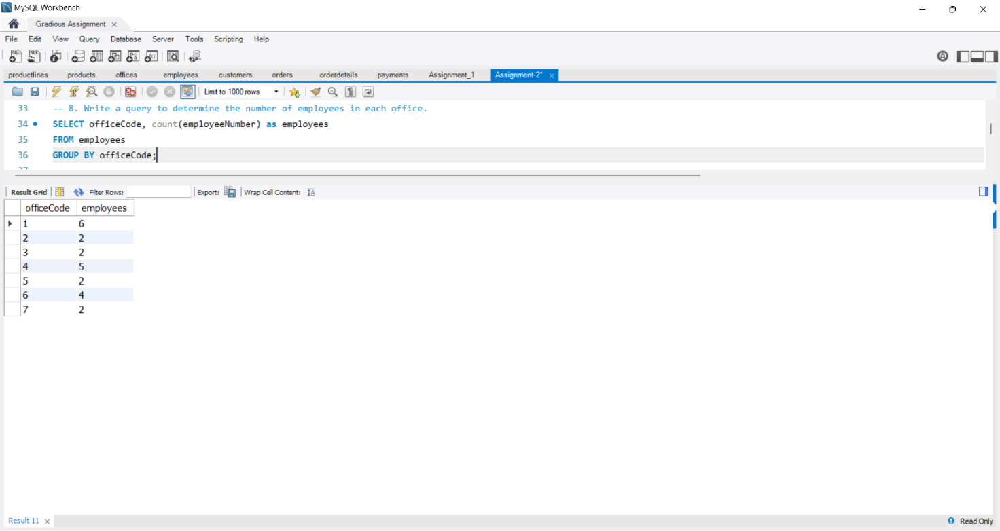 MySQL Workbench
Gradious Assignment
File Edit View Query Database Server Tools Scripting Help
productlines products offices employees customers orders orderdetails payments Assignment_1 Assignment-2*
Limit to 1000 rows
33 -- 8. Write a query to determine the number of employees in each office.
34 SELECT officeCode, count(employeeNumber) as employees
35 FROM employees
36 GROUP BY officeCode;
Result Grid Filter Rows: Export: Wrap Cell Content:
officeCode employees
1 6
2 2
3 2
4 5
5 2
6 4
7 2
Result 11 Read Only